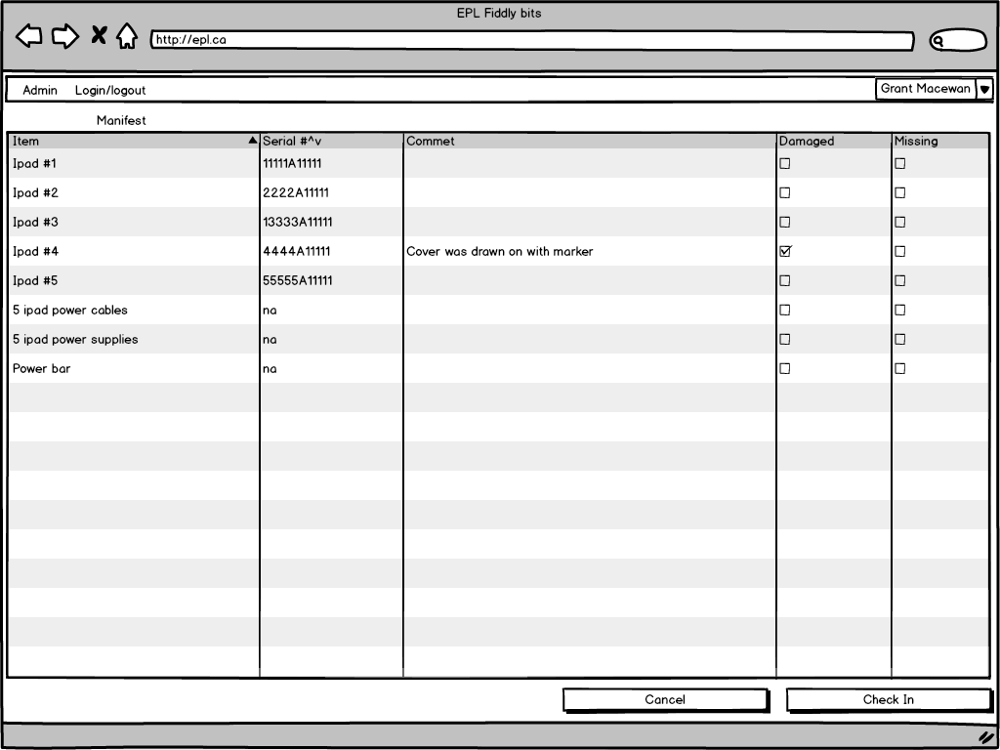 EPL Fiddly bits
http://epl.ca
Admin Login/logout Grant Macewan
Manifest
Item Serial #^v Commet Damaged Missing
Ipad #1 11111A11111
Ipad #2 2222A11111
Ipad #3 13333A11111
Ipad #4 4444A11111 Cover was drawn on with marker
Ipad #5 55555A11111
5 ipad power cables na
5 ipad power supplies na
Power bar na
Cancel Check In